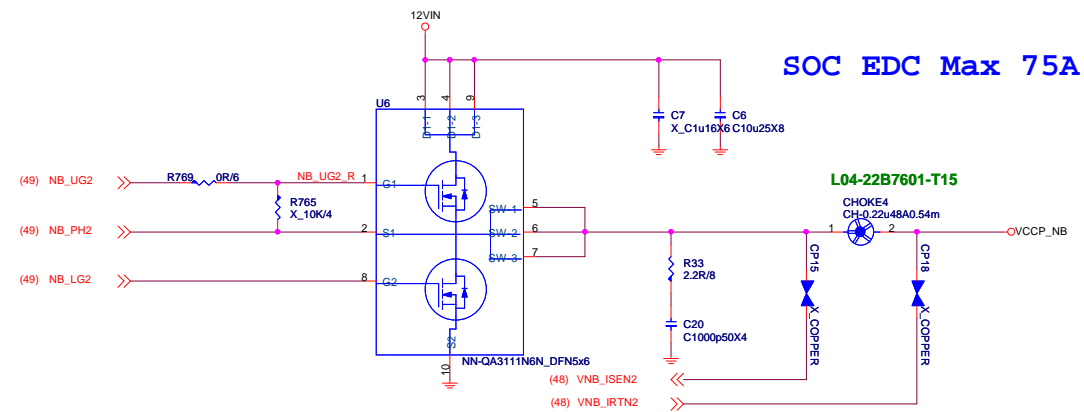 12VIN
SOC EDC Max 75A
3
4
9
U6
D1-1
D1-2
D1-3
C7
X_C1u16X6
C6
C10u25X8
(49) NB_UG2
R769
0R/6
NB_UG2_R
1
G1
R765
X_10K/4
(49) NB_PH2
2
S1
SW-1
5
SW-2
6
SW-3
7
L04-22B7601-T15
CHOKE4
CH-0.22u48A0.54m
1
2
VCCP_NB
(49) NB_LG2
8
G2
R33
2.2R/8
CP15
X_COPPER
CP18
X_COPPER
C20
C1000p50X4
S2
10
NN-QA3111N6N_DFN5x6
(48) VNB_ISEN2
(48) VNB_IRTN2